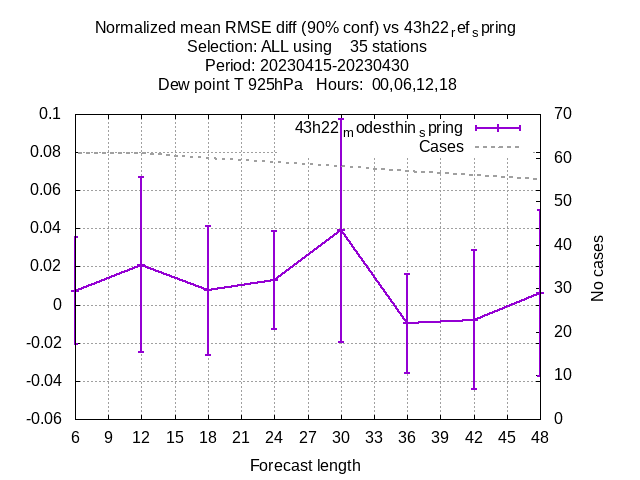 Normalized mean RMSE diff (90% conf) vs 43h22ref spring
Selection: ALL using    35 stations
Period: 20230415-20230430
Dew point T 925hPa   Hours:  00,06,12,18
43h22modesthinspring
Cases
0.1
0.08
0.06
0.04
0.02
0
-0.02
-0.04
-0.06
70
60
50
40
30
20
10
0
No cases
6 9 12 15 18 21 24 27 30 33 36 39 42 45 48
Forecast length